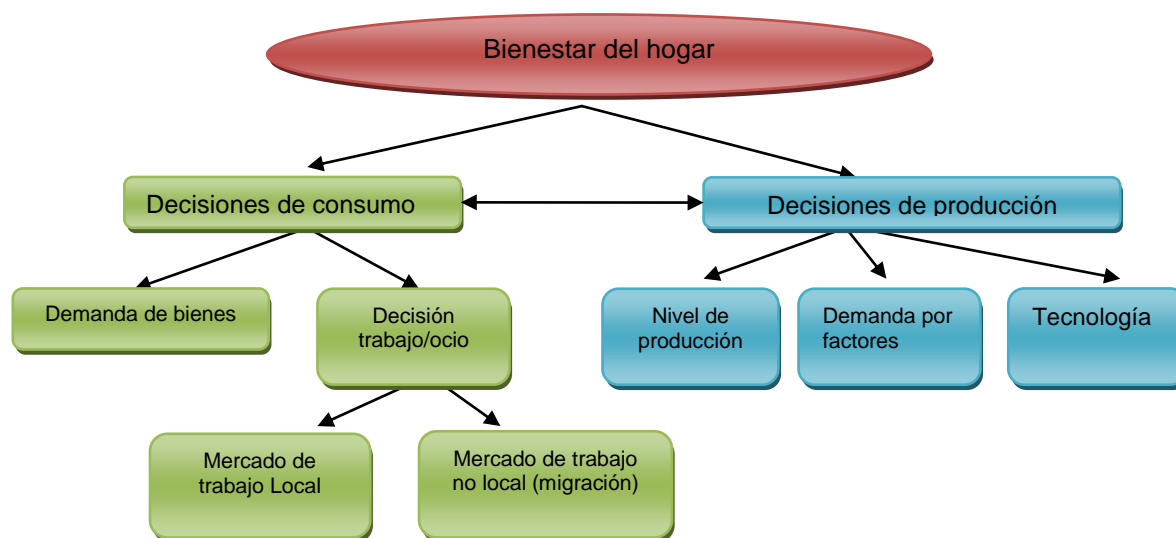 Bienestar del hogar
Decisiones de consumo
Decisiones de producción
Demanda de bienes
Decisión
trabajo/ocio
Nivel de
producción
Demanda por
factores
Tecnología
Mercado de
trabajo Local
Mercado de trabajo
no local (migración)